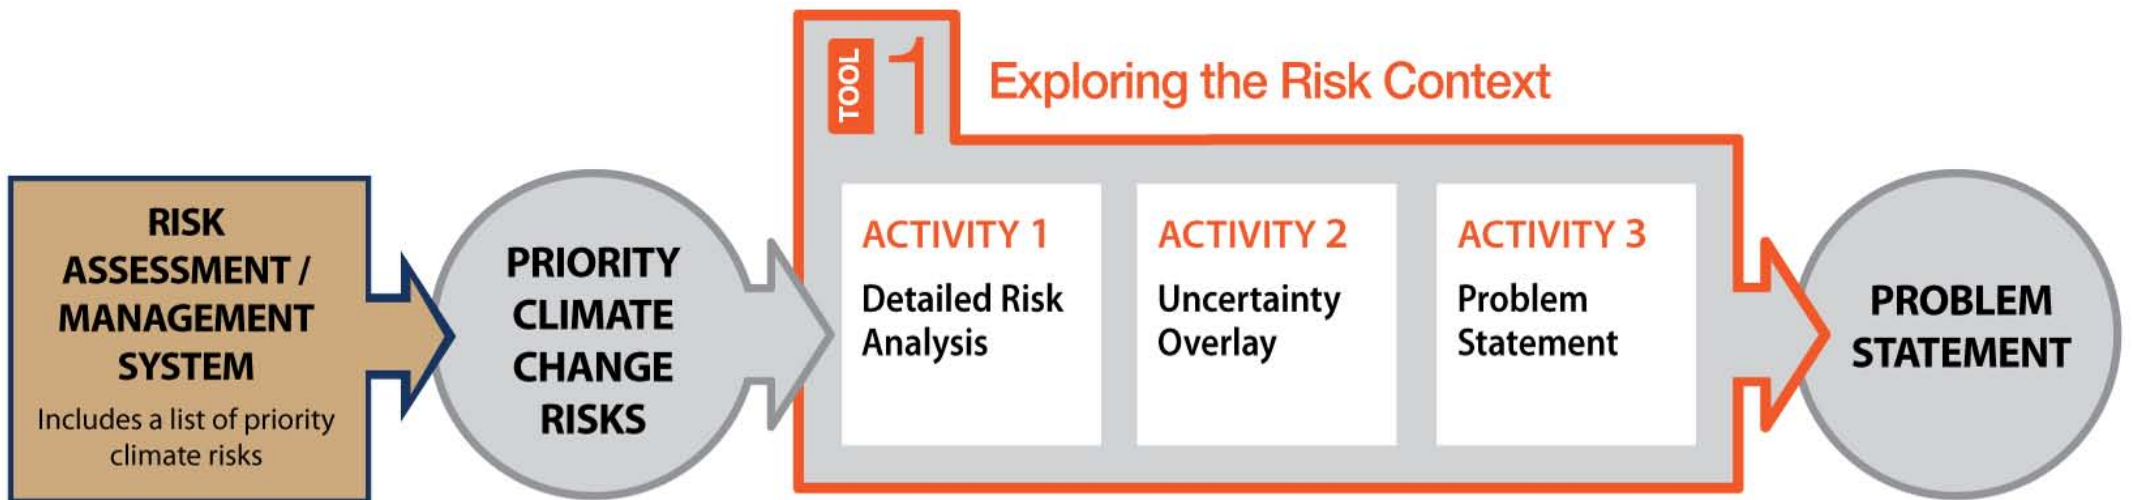 RISK
ASSESSMENT /
MANAGEMENT
SYSTEM
Includes a list of priority
climate risks
PRIORITY
CLIMATE
CHANGE
RISKS
TOOL 1
Exploring the Risk Context
ACTIVITY 1
Detailed Risk
Analysis
ACTIVITY 2
Uncertainty
Overlay
ACTIVITY 3
Problem
Statement
PROBLEM
STATEMENT